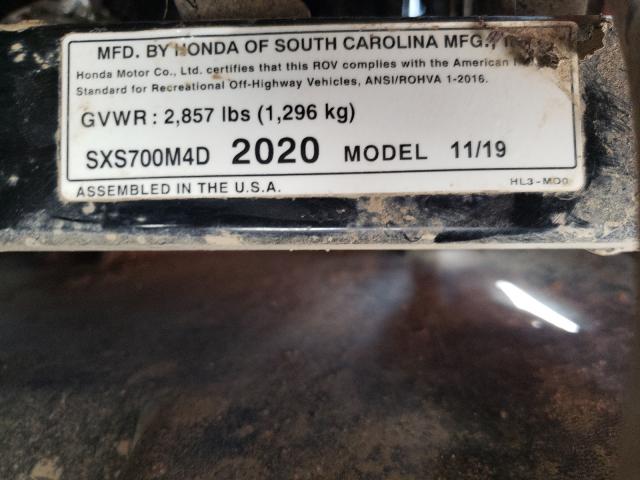 MFD. BY HONDA OF SOUTH CAROLINA MFG.,
Honda Motor Co., Ltd. certifies that this ROV complies with the American
Standard for Recreational Off-Highway Vehicles, ANSI/ROHVA 1-2016.
GVWR : 2,857 lbs (1,296 kg)
SXS700M4D 2020 MODEL 11/19
ASSEMBLED IN THE U.S.A.